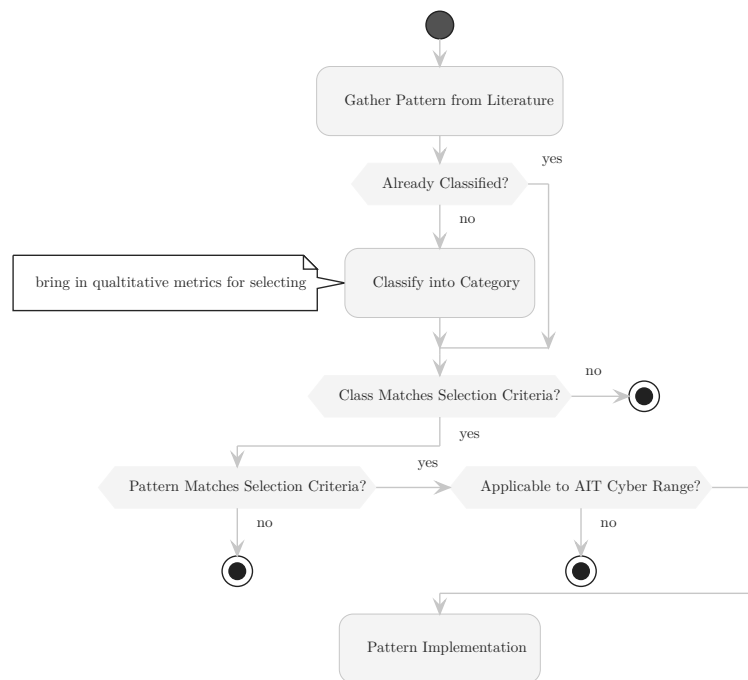 Gather Pattern from Literature
yes
Already Classified?
no
bring in qualtitative metrics for selecting
Classify into Category
no
Class Matches Selection Criteria?
yes
yes
Pattern Matches Selection Criteria?
Applicable to AIT Cyber Range?
no
no
Pattern Implementation